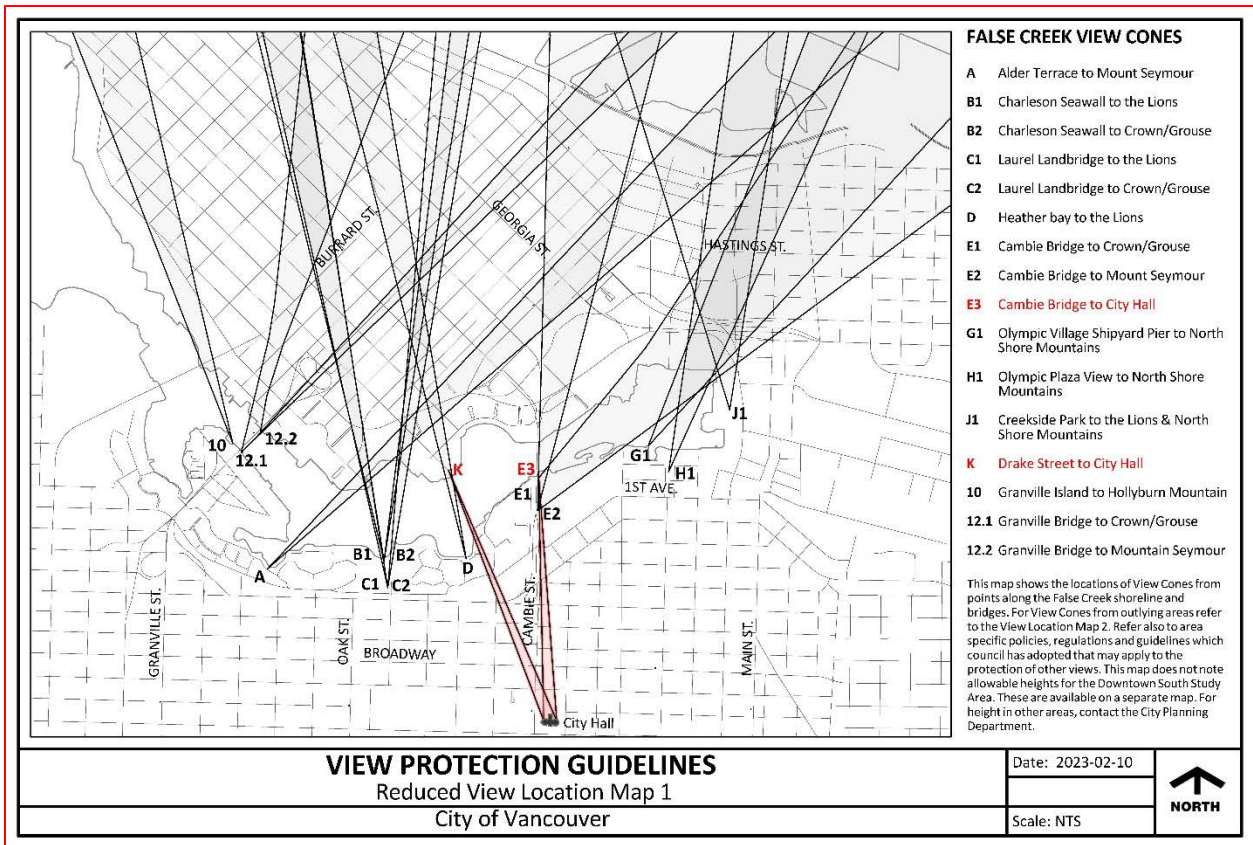 FALSE CREEK VIEW CONES
A Alder Terrace to Mount Seymour
B1 Charleson Seawall to the Lions
B2 Charleson Seawall to Crown/Grouse
C1 Laurel Landbridge to the Lions
C2 Laurel Landbridge to Crown/Grouse
D Heather bay to the Lions
E1 Cambie Bridge to Crown/Grouse
E2 Cambie Bridge to Mount Seymour
E3 Cambie Bridge to City Hall
G1 Olympic Village Shipyard Pier to North
Shore Mountains
H1 Olympic Plaza View to North Shore
Mountains
J1 Creekside Park to the Lions & North
Shore Mountains
K Drake Street to City Hall
10 Granville Island to Hollyburn Mountain
12.1 Granville Bridge to Crown/Grouse
12.2 Granville Bridge to Mountain Seymour
This map shows the locations of View Cones from
points along the False Creek shoreline and
bridges. For View Cones from outlying areas refer
to the View Location Map 2. Refer also to area
specific policies, regulations and guidelines which
council has adopted that may apply to the
protection of other views. This map does not note
allowable heights for the Downtown South Study
Area. These are available on a separate map. For
height in other areas, contact the City Planning
Department.
BURRARD ST.
GEORGIA ST.
HASTINGS ST.
J1
10
12.2
12.1
G1
H1
K
E3
1ST AVE.
E1
E2
B1
B2
D
A
C1
C2
GRANVILLE ST.
OAK ST.
CAMBIE ST.
MAIN ST.
BROADWAY
City Hall
VIEW PROTECTION GUIDELINES
Reduced View Location Map 1
City of Vancouver
Date: 2023-02-10
Scale: NTS
NORTH